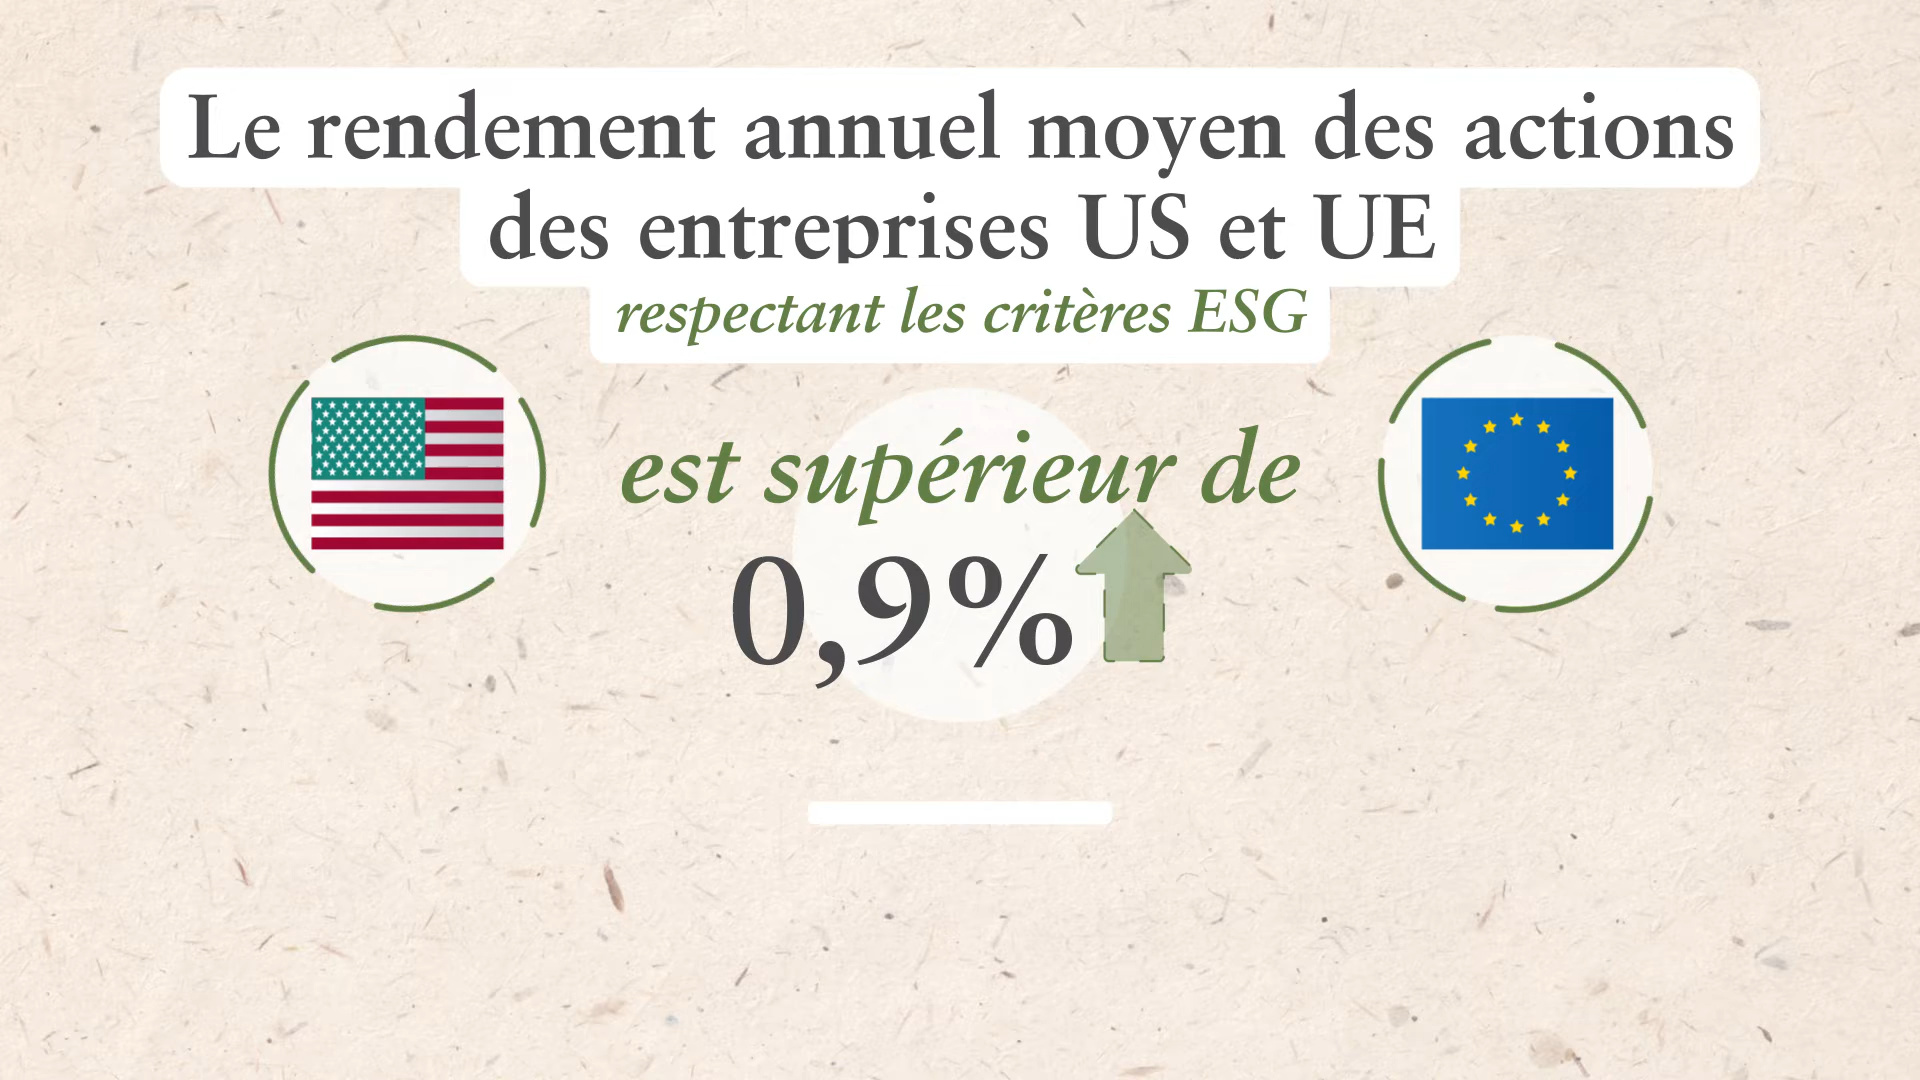 Le rendement annuel moyen des actions
des entreprises US et UE
respectant les critères ESG
est supérieur de
0,9%